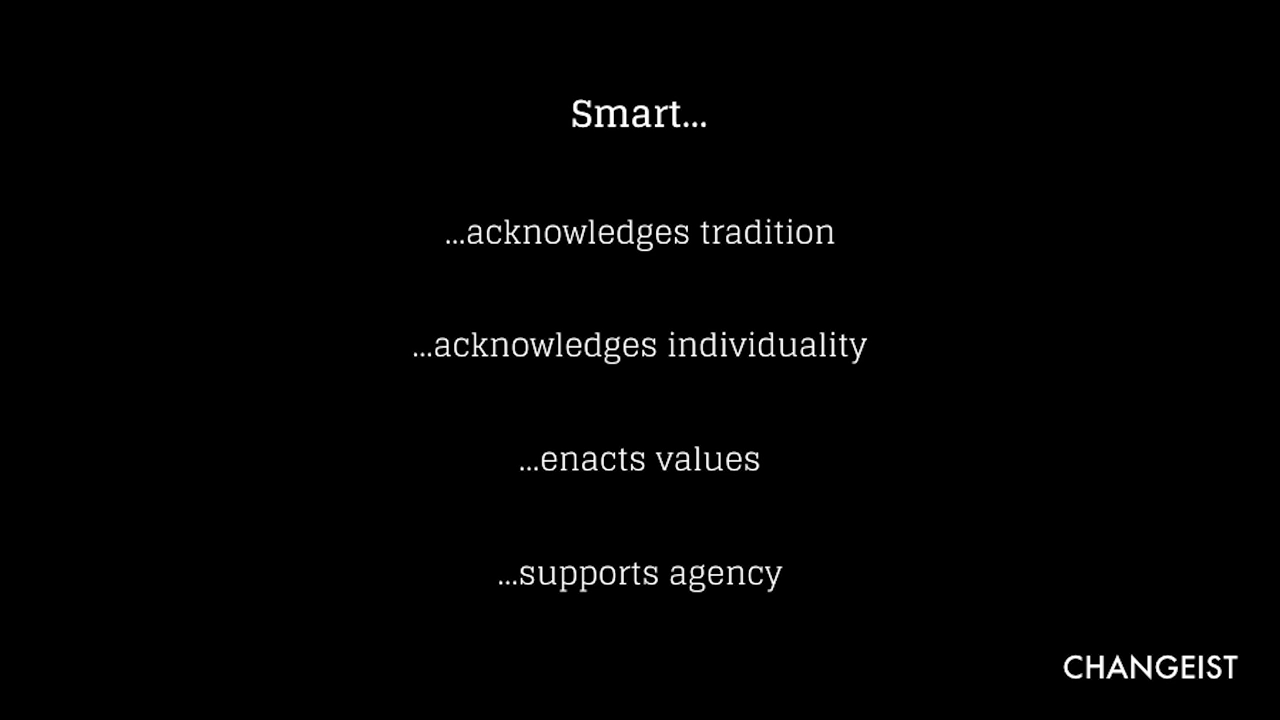 Smart...
...acknowledges tradition
...acknowledges individuality
...enacts values
...supports agency
CHANGEIST